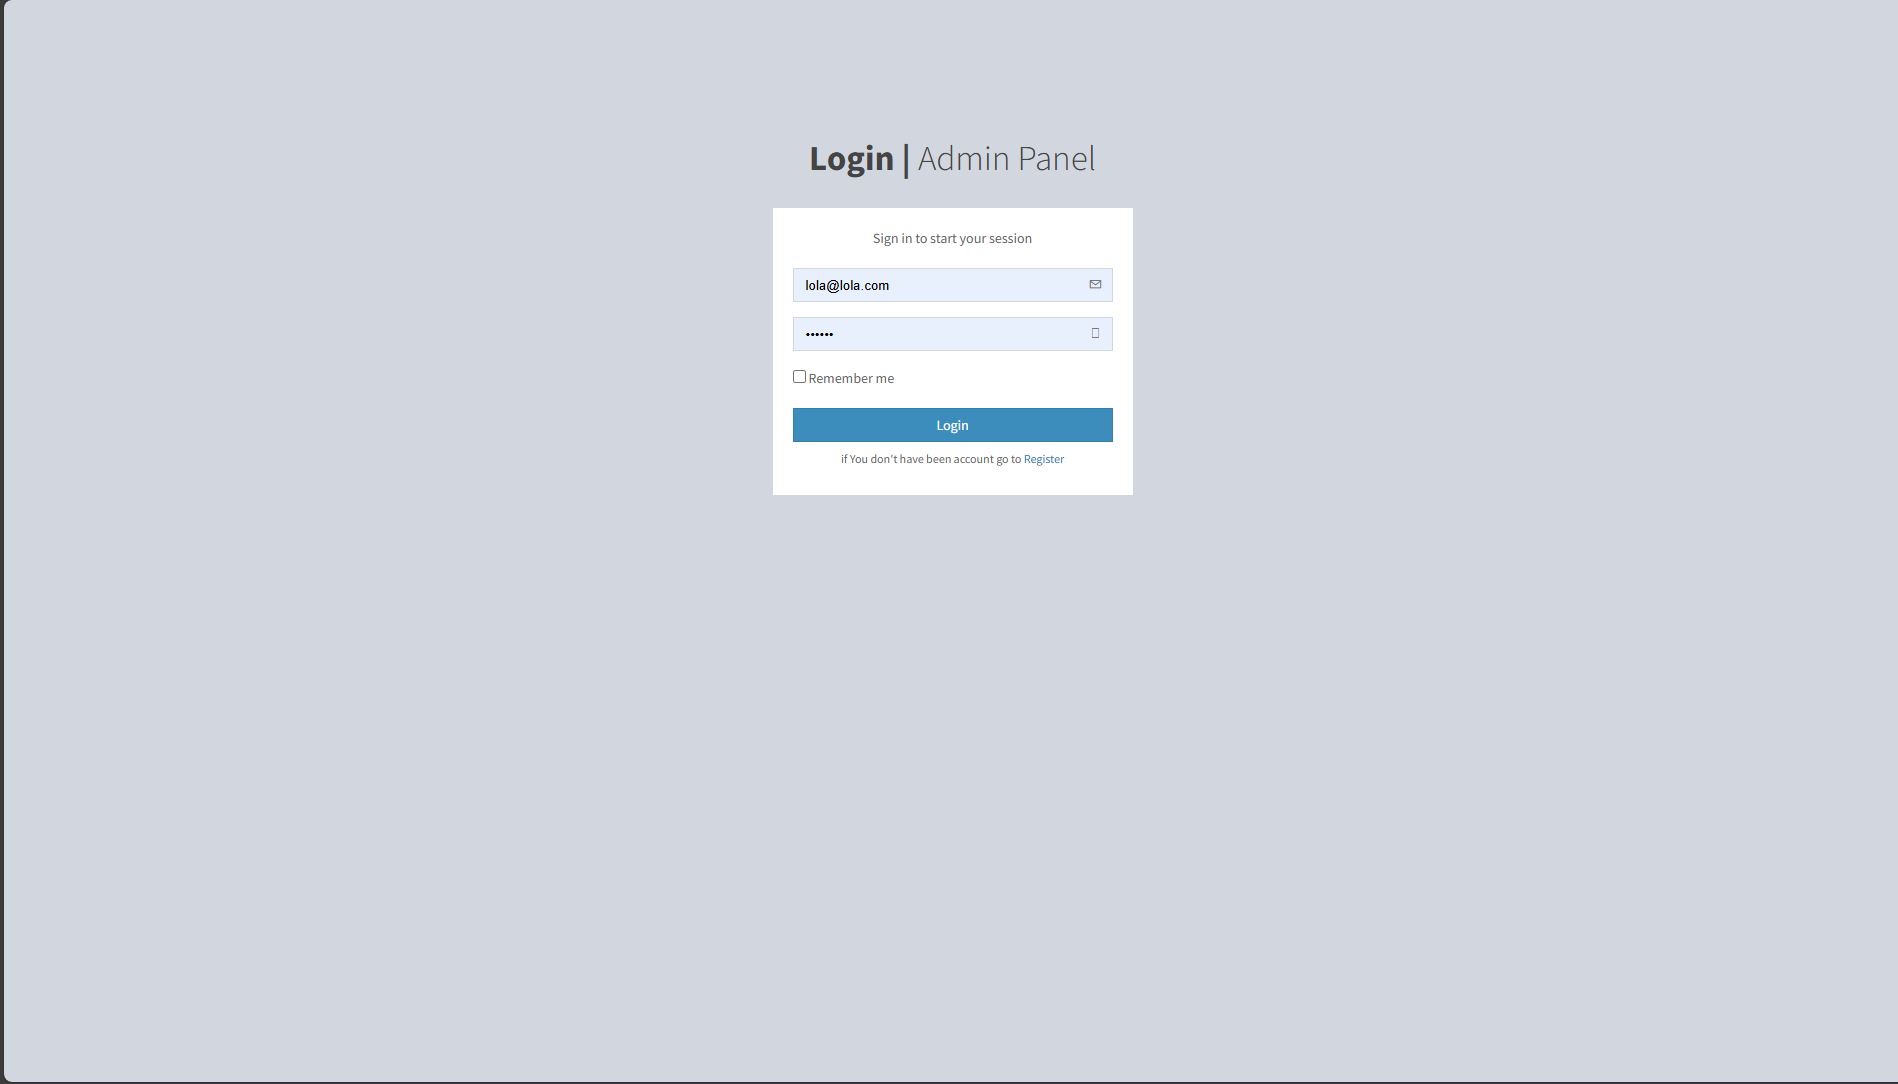 Login | Admin Panel
Sign in to start your session
lola@lola.com
••••••
Remember me
Login
if You don't have been account go to Register